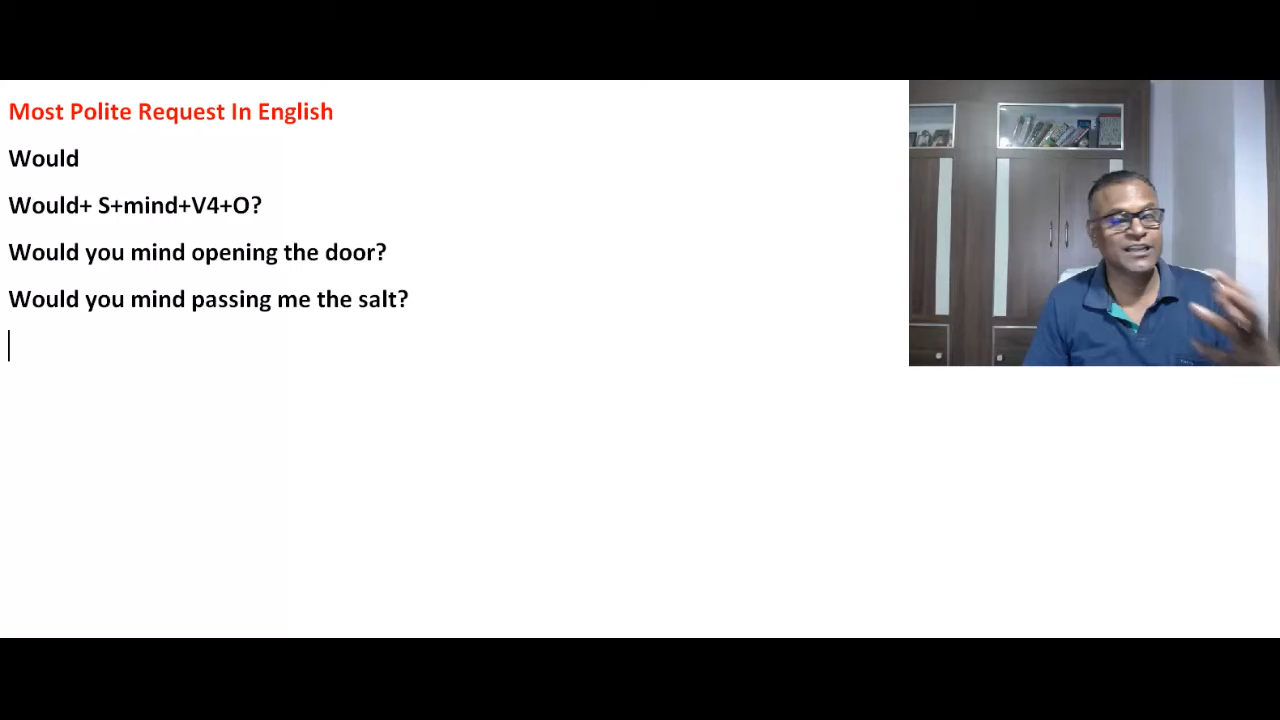 Most Polite Request In English
Would
Would+ S+mind+V4+O?
Would you mind opening the door?
Would you mind passing me the salt?